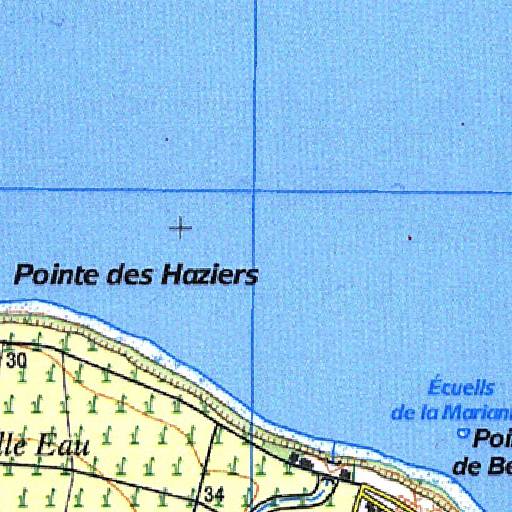 Pointe des Haziers
30
Écueils
de la Mariann
Poi
lle Eau
de Be
34